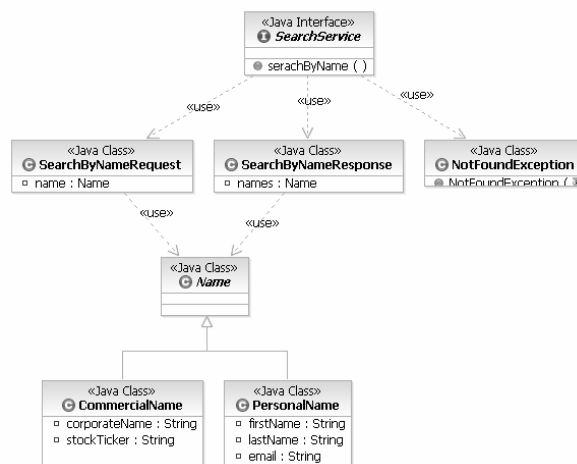 «Java Interface»
SearchService
serachByName ( )
«use»
«use»
«use»
«Java Class»
SearchByNameRequest
name : Name
«Java Class»
SearchByNameResponse
names : Name
«Java Class»
NotFoundException
NotFoundException (
«use»
«use»
«Java Class»
Name
«Java Class»
CommercialName
corporateName : String
stockTicker : String
«Java Class»
PersonalName
firstName : String
lastName : String
email : String